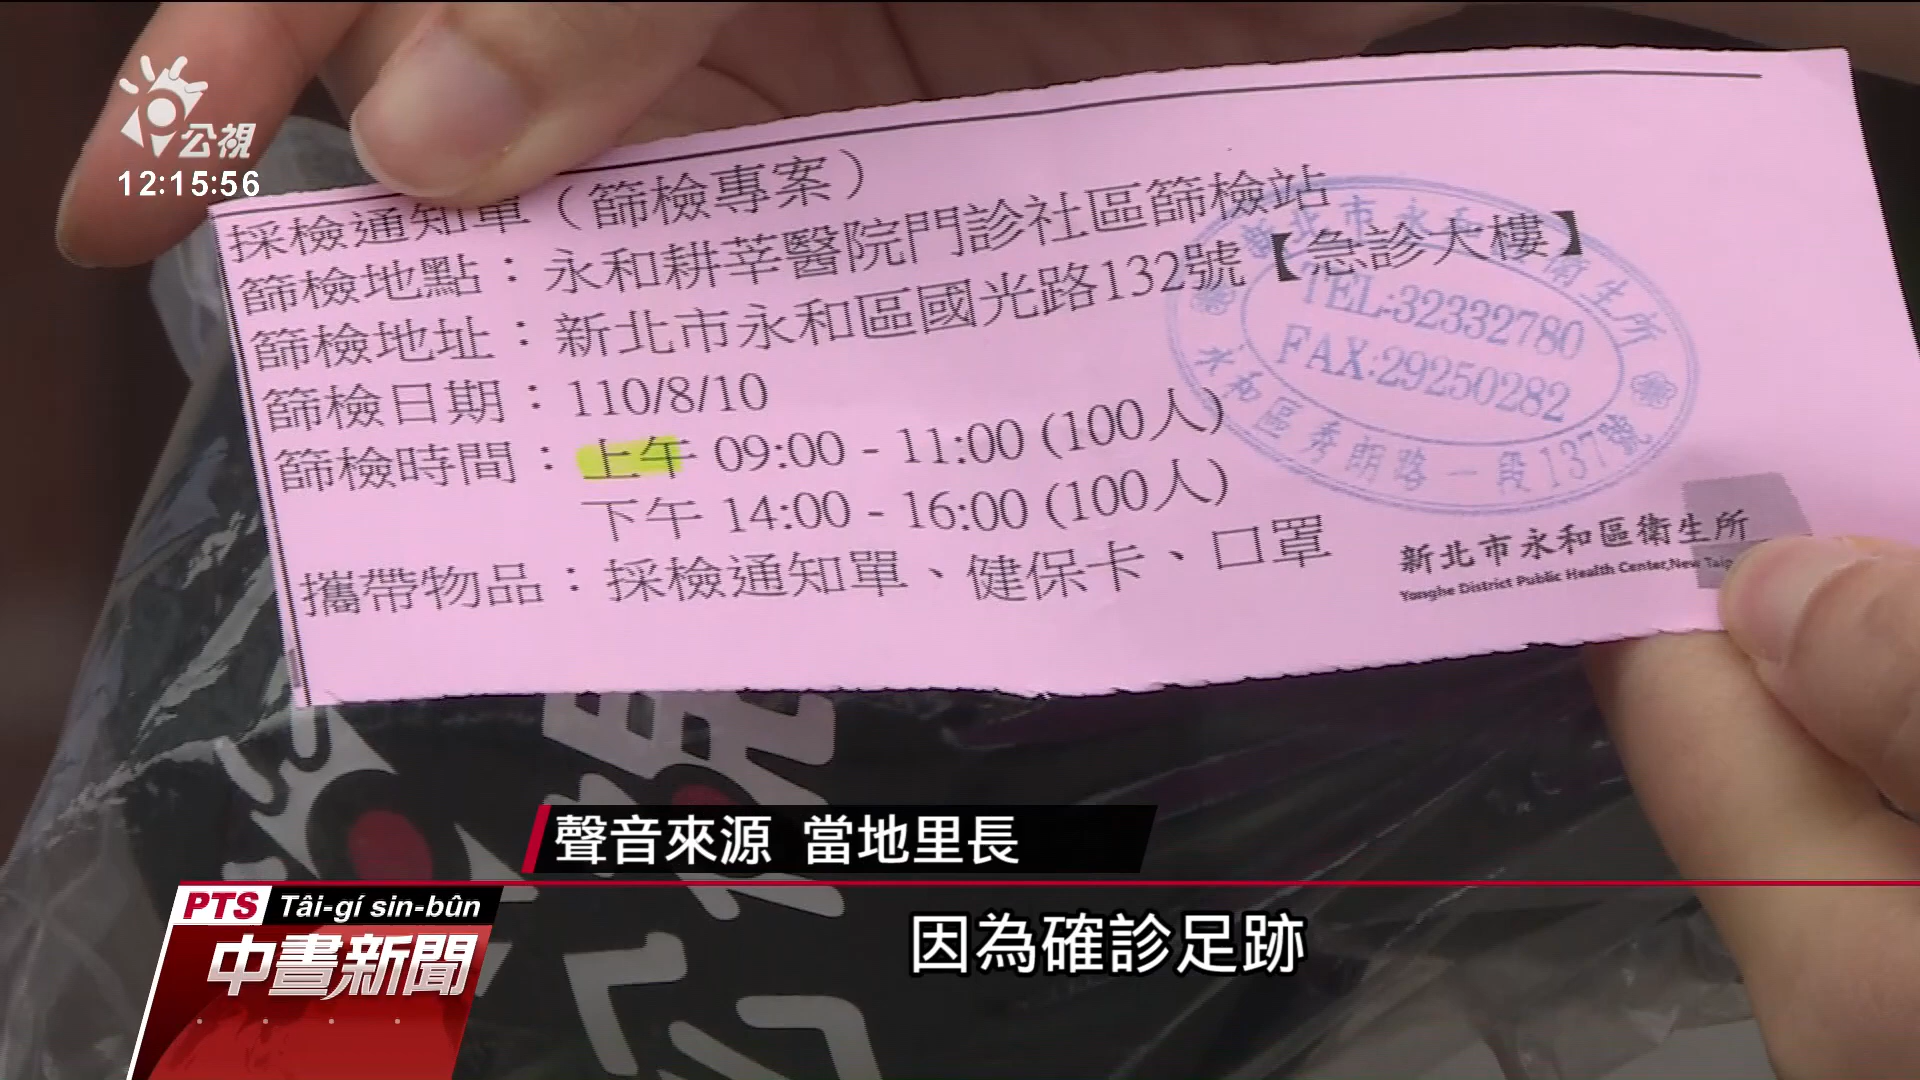 公視
12:15:56
採檢通知單（篩檢專案）
篩檢地點：永和耕莘醫院門診社區篩檢站
篩檢地址：新北市永和區國光路132號【急診大樓】
篩檢日期：110/8/10
篩檢時間：上午 09:00 - 11:00 (100人)
下午 14:00 - 16:00 (100人)
攜帶物品：採檢通知單、健保卡、口罩
新北市永和區衛生所
TEL:32332780
FAX:29250282
永和區秀朗路一段137號
新北市永和區衛生所
Yonghe District Public Health Center,New Taip
聲音來源 當地里長
PTS Tâi-gí sin-bûn
中晝新聞
因為確診足跡